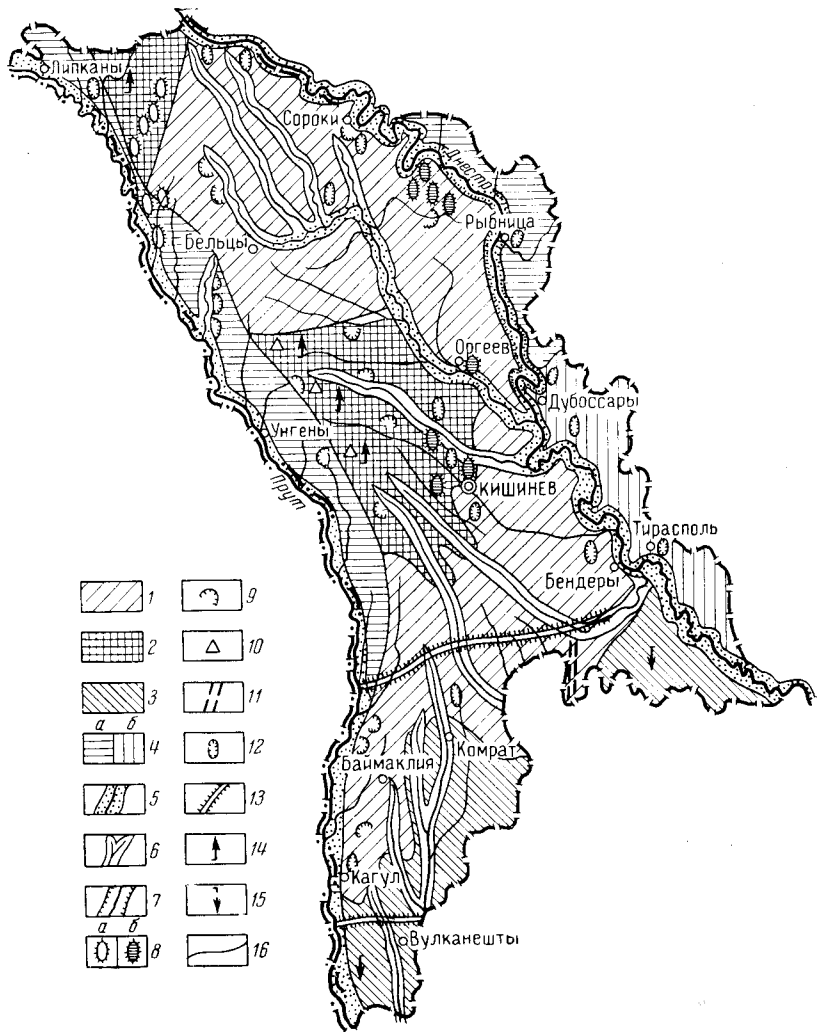 Липканы
Сороки
Днестр
Рыбница
Бельцы
Оргеев
Дубоссары
Унгены
Прут
КИШИНЕВ
Тирасполь
Бендеры
Комрат
Баймаклия
Кагул
Вулканешты
1
2
3
а б
4
5
6
7
а б
8
9
10
11
12
13
14
15
16